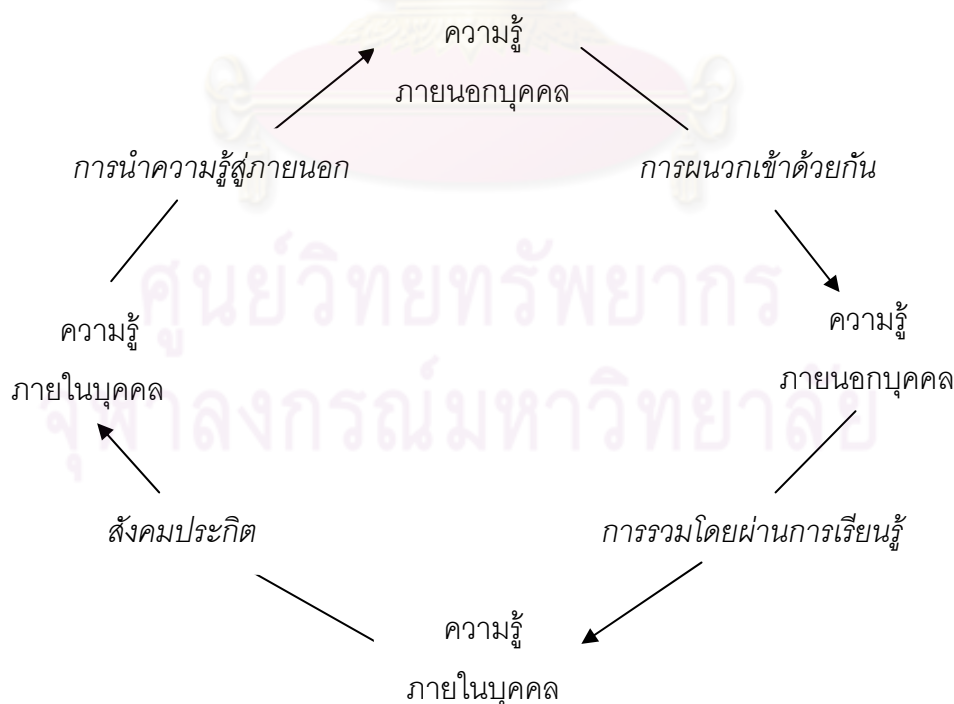 ความรู้
ภายนอกบุคคล
การนำความรู้สู่ภายนอก
การผนวกเข้าด้วยกัน
ศูนย์วิทยทรัพยากร
ความรู้
ภายในบุคคล
ความรู้
ภายนอกบุคคล
จุฬาลงกรณ์มหาวิทยาลัย
สังคมประกิต
การรวมโดยผ่านการเรียนรู้
ความรู้
ภายในบุคคล